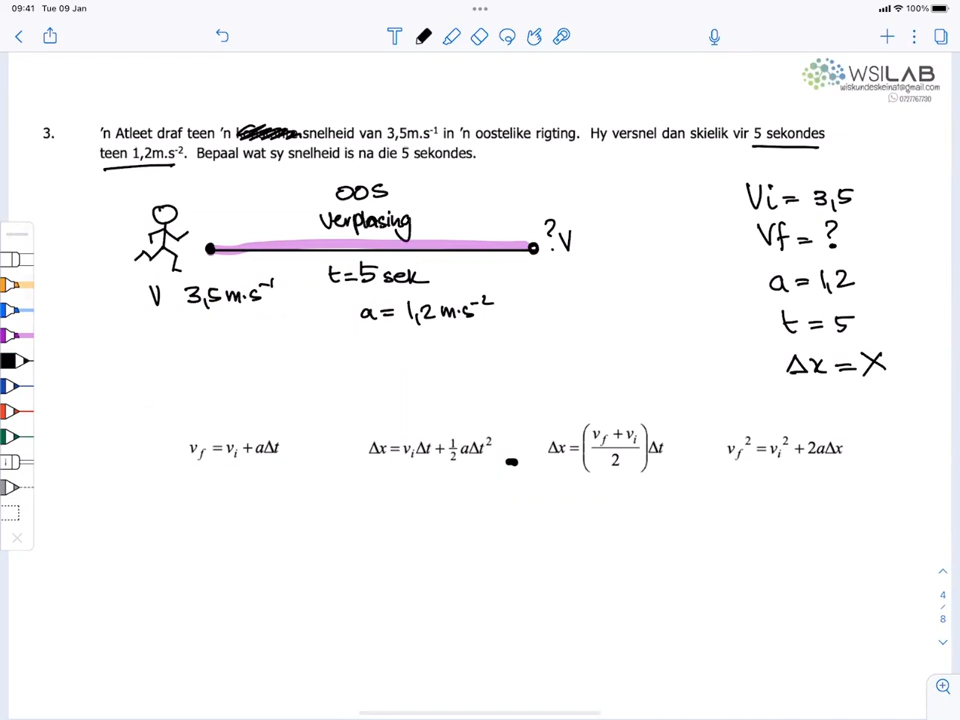 09:41 Tue 09 Jan
100%
WSILAB
wiskundeskeinat@gmail.com
0727767730
3. 'n Atleet draf teen 'n snelheid van 3,5m.s⁻¹ in 'n oostelike rigting. Hy versnel dan skielik vir 5 sekondes
teen 1,2m.s⁻². Bepaal wat sy snelheid is na die 5 sekondes.
OOS
verplasing
?V
t=5 sek
V 3,5m·s⁻¹
a = 1,2 m·s⁻²
Vi = 3,5
Vf = ?
a = 1,2
t = 5
Δx = X
v_f = v_i + aΔt
Δx = v_iΔt + ½aΔt²
Δx = ((v_f + v_i)/2)Δt
v_f² = v_i² + 2aΔx
4
/
8